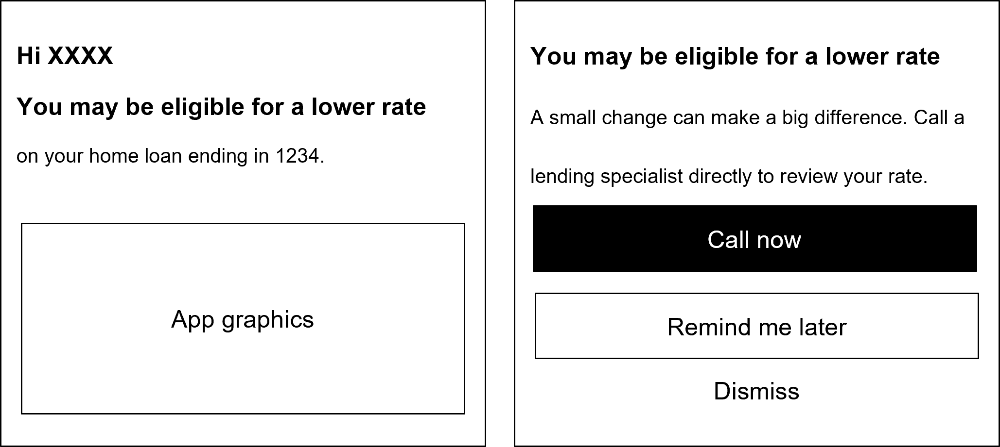 Hi XXXX
You may be eligible for a lower rate
on your home loan ending in 1234.
App graphics
You may be eligible for a lower rate
A small change can make a big difference. Call a
lending specialist directly to review your rate.
Call now
Remind me later
Dismiss